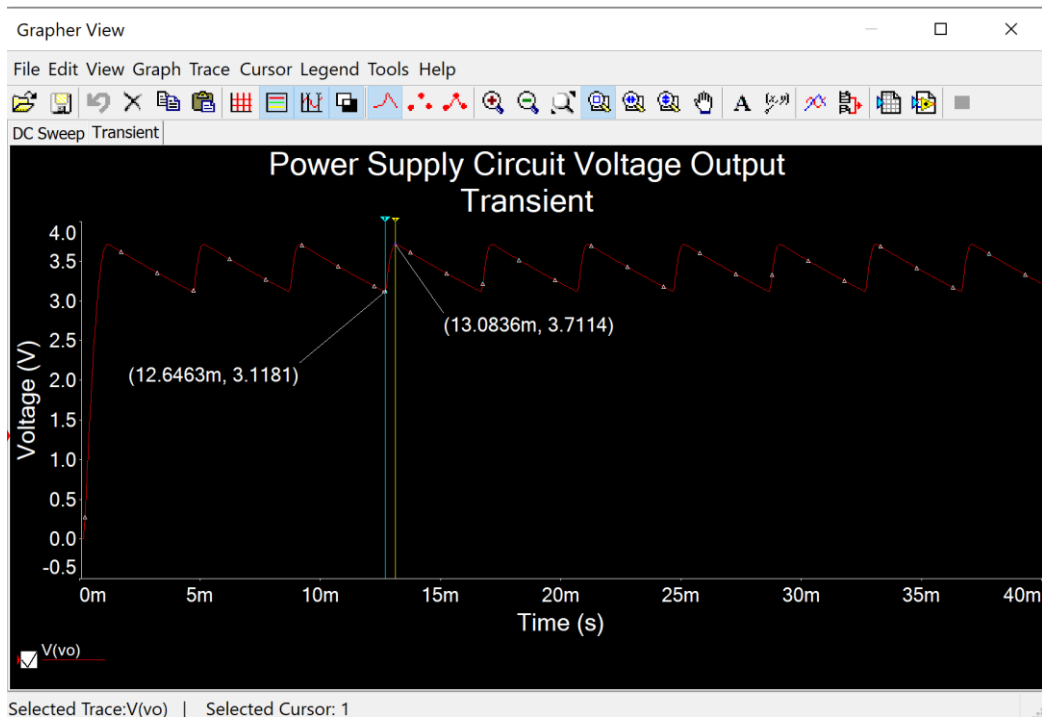 Grapher View
File Edit View Graph Trace Cursor Legend Tools Help
A (x,y)
DC Sweep Transient
Power Supply Circuit Voltage Output
Transient
4.0
3.5
3.0
2.5
2.0
1.5
1.0
0.5
0.0
-0.5
Voltage (V)
(13.0836m, 3.7114)
(12.6463m, 3.1181)
0m 5m 10m 15m 20m 25m 30m 35m 40m
Time (s)
V(vo)
Selected Trace:V(vo) | Selected Cursor: 1